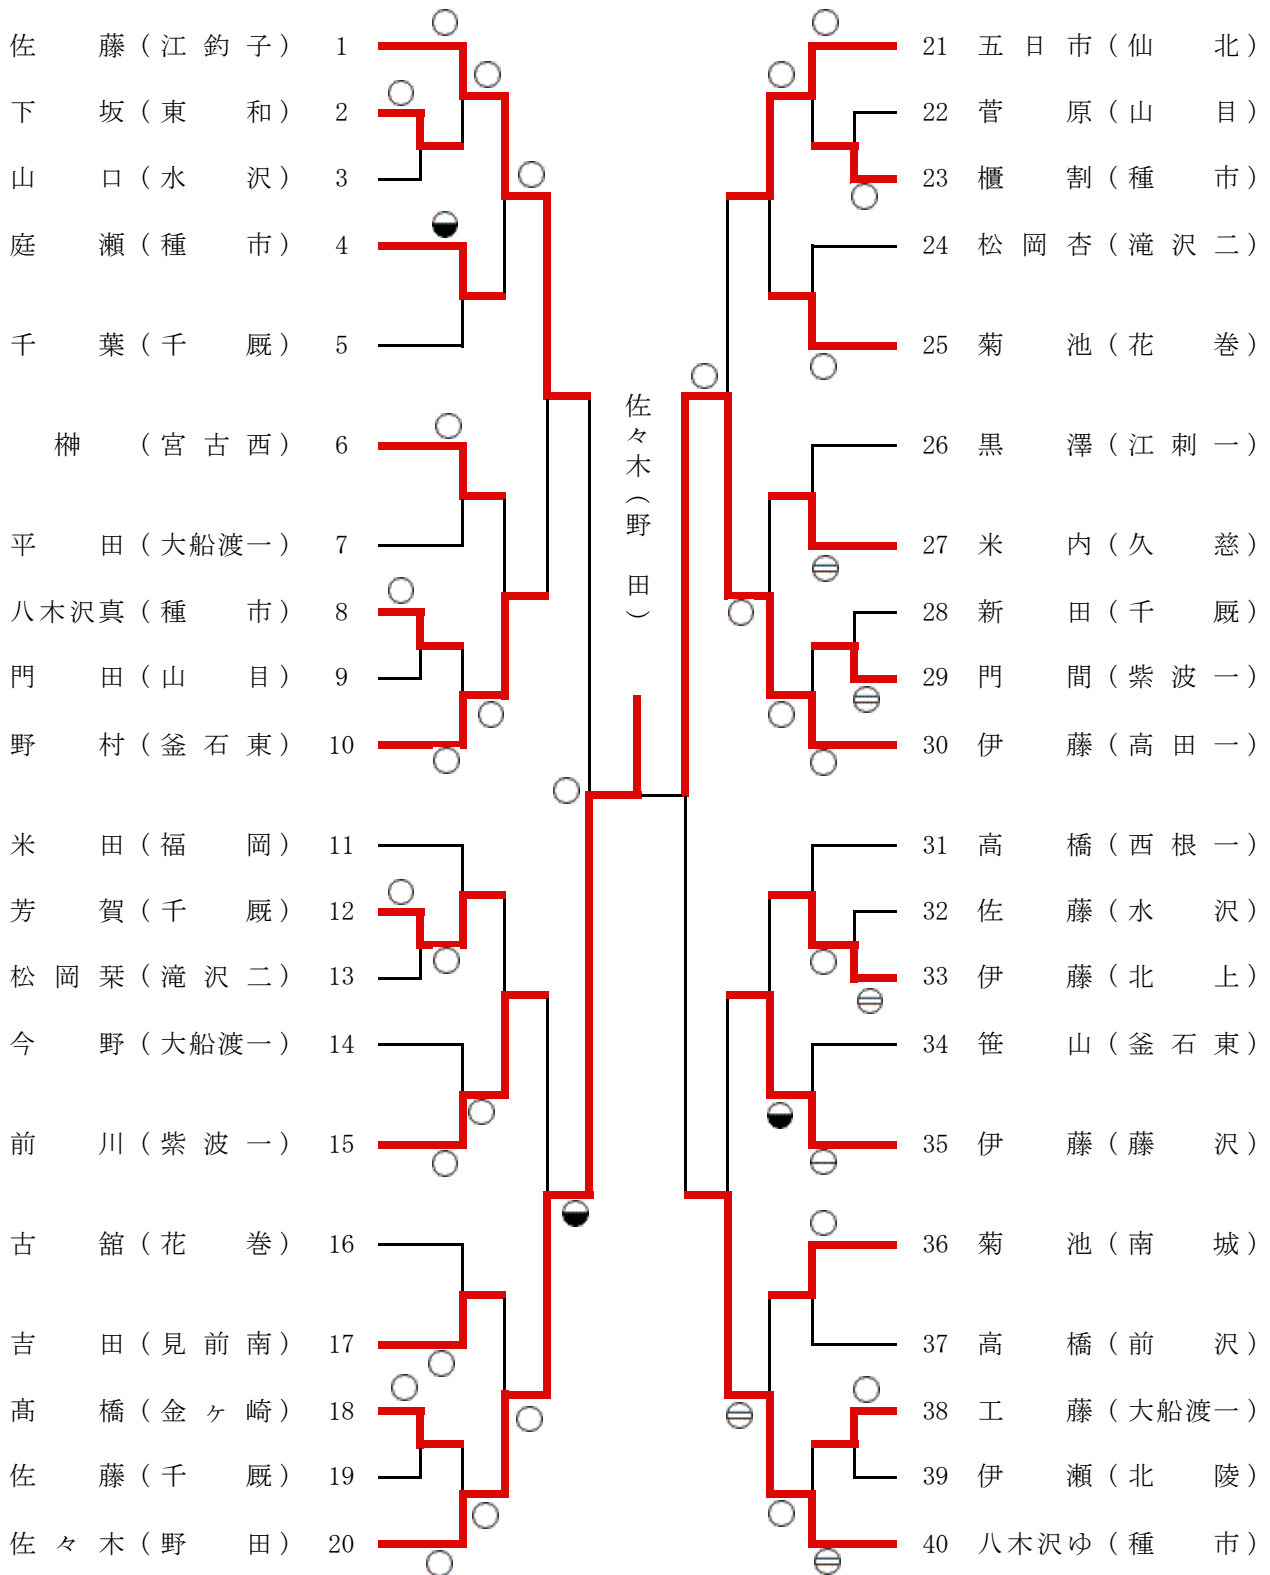 佐藤（江釣子） 1
下坂（東和） 2
山口（水沢） 3
庭瀬（種市） 4
千葉（千厩） 5
榊（宮古西） 6
平田（大船渡一） 7
八木沢真（種市） 8
門田（山目） 9
野村（釜石東） 10
米田（福岡） 11
芳賀（千厩） 12
松岡栞（滝沢二） 13
今野（大船渡一） 14
前川（紫波一） 15
古舘（花巻） 16
吉田（見前南） 17
髙橋（金ヶ崎） 18
佐藤（千厩） 19
佐々木（野田） 20
佐々木（野田）
21 五日市（仙北）
22 菅原（山目）
23 櫃割（種市）
24 松岡杏（滝沢二）
25 菊池（花巻）
26 黒澤（江刺一）
27 米内（久慈）
28 新田（千厩）
29 門間（紫波一）
30 伊藤（高田一）
31 高橋（西根一）
32 佐藤（水沢）
33 伊藤（北上）
34 笹山（釜石東）
35 伊藤（藤沢）
36 菊池（南城）
37 高橋（前沢）
38 工藤（大船渡一）
39 伊瀬（北陵）
40 八木沢ゆ（種市）